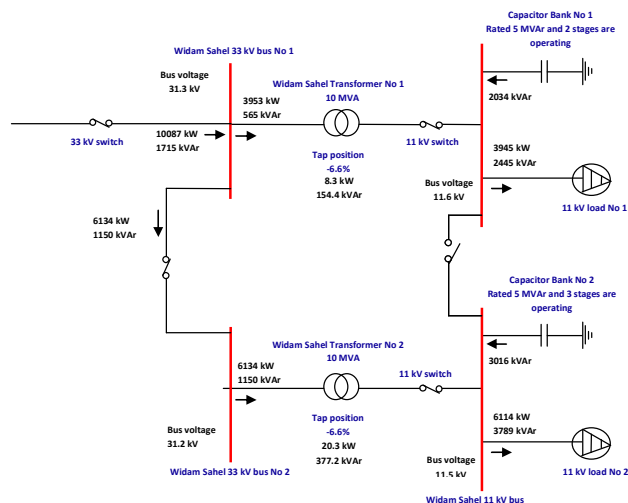 Widam Sahel 33 kV bus No 1
Bus voltage
31.3 kV
33 kV switch
10087 kW
1715 kVAr
3953 kW
565 kVAr
Widam Sahel Transformer No 1
10 MVA
Tap position
-6.6%
8.3 kW
154.4 kVAr
11 kV switch
Capacitor Bank No 1
Rated 5 MVAr and 2 stages are
operating
2034 kVAr
3945 kW
2445 kVAr
Bus voltage
11.6 kV
11 kV load No 1
6134 kW
1150 kVAr
6134 kW
1150 kVAr
Bus voltage
31.2 kV
Widam Sahel 33 kV bus No 2
Widam Sahel Transformer No 2
10 MVA
Tap position
-6.6%
20.3 kW
377.2 kVAr
11 kV switch
Capacitor Bank No 2
Rated 5 MVAr and 3 stages are
operating
3016 kVAr
6114 kW
3789 kVAr
Bus voltage
11.5 kV
11 kV load No 2
Widam Sahel 11 kV bus